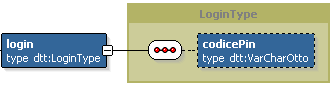 LoginType
login
type dtt:LoginType
codicePin
type dtt:VarCharOtto